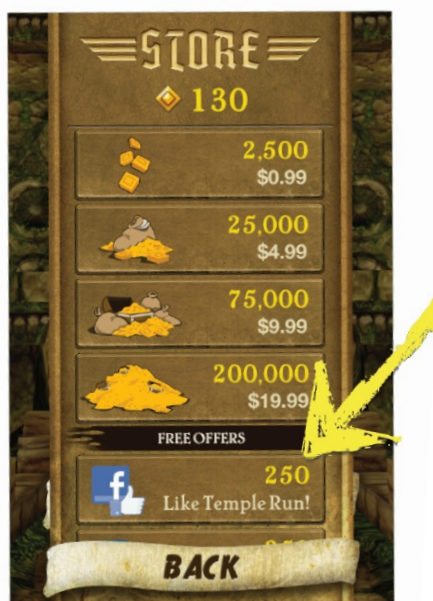 STORE
130
2,500
$0.99
25,000
$4.99
75,000
$9.99
200,000
$19.99
FREE OFFERS
250
Like Temple Run!
BACK